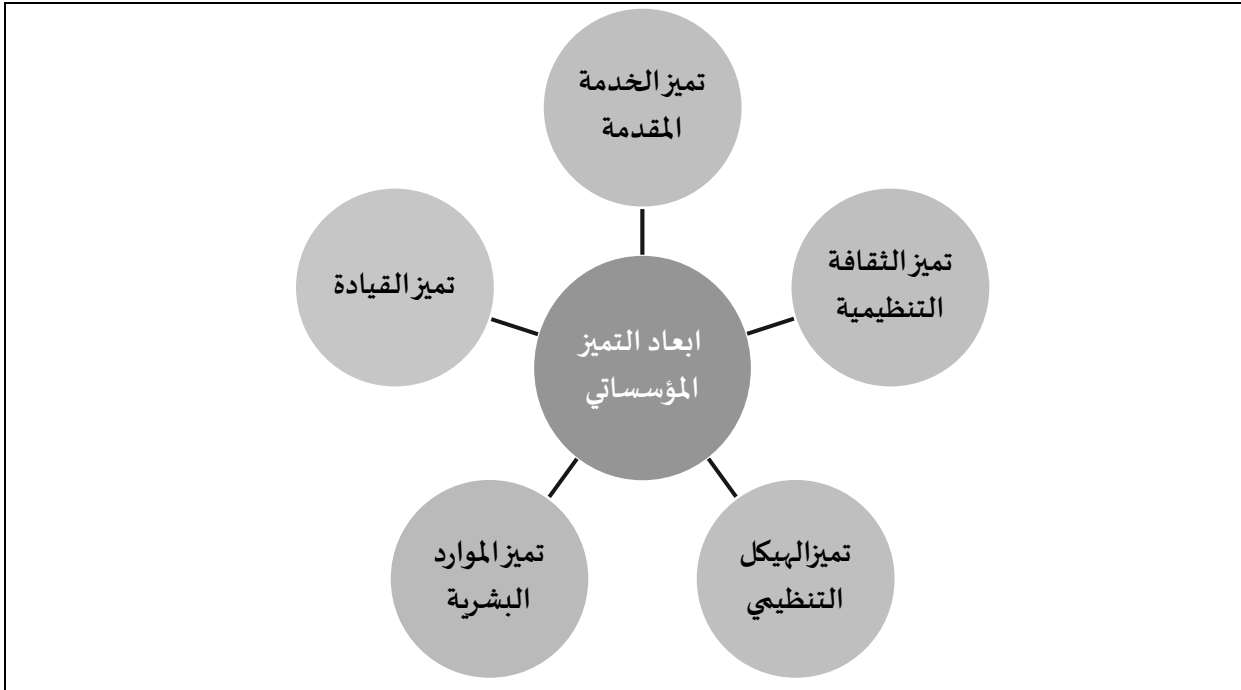 تميز الخدمة
المقدمة
تميز الثقافة
التنظيمية
تميز القيادة
ابعاد التميز
المؤسساتي
تميز الموارد
البشرية
تميز الهيكل
التنظيمي